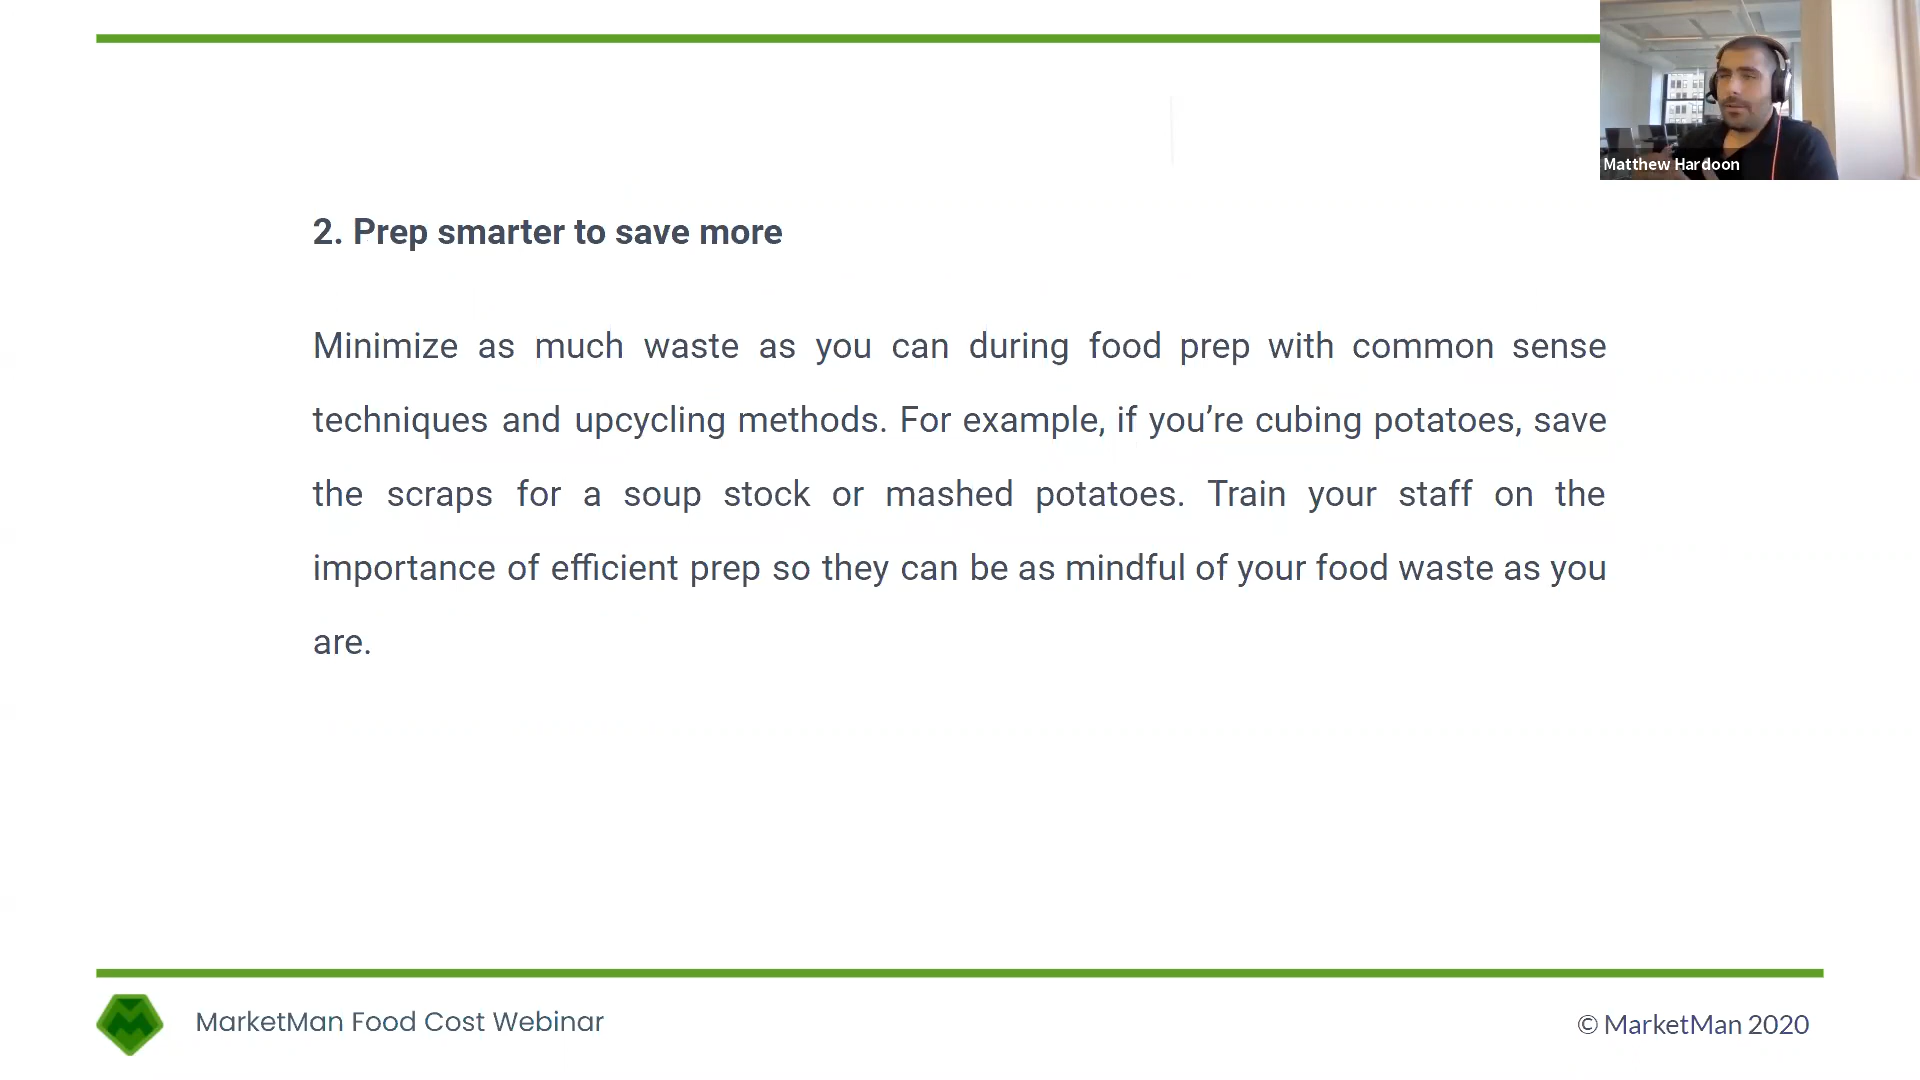 Matthew Hardoon
2. Prep smarter to save more
Minimize as much waste as you can during food prep with common sense
techniques and upcycling methods. For example, if you’re cubing potatoes, save
the scraps for a soup stock or mashed potatoes. Train your staff on the
importance of efficient prep so they can be as mindful of your food waste as you
are.
MarketMan Food Cost Webinar
© MarketMan 2020